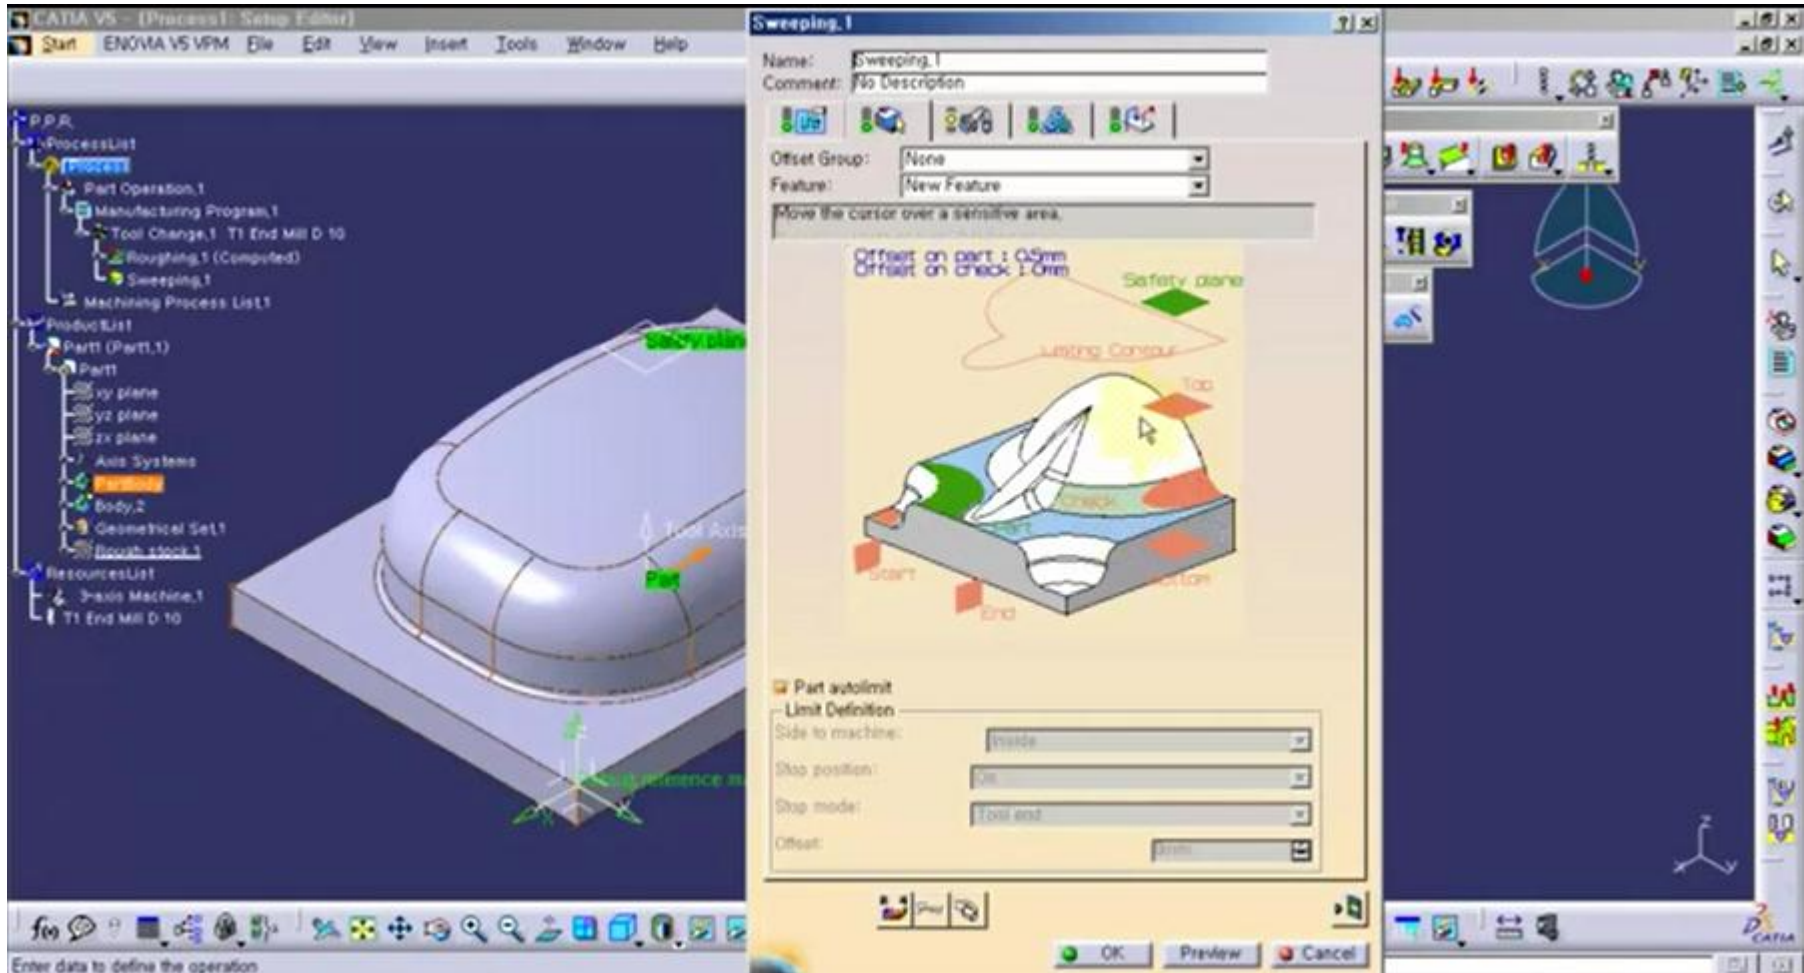 CATIA V5 - [Process1: Setup Editor]
Start ENOVIA V5 VPM File Edit View Insert Tools Window Help
P.P.R.
ProcessList
Process
Part Operation.1
Manufacturing Program.1
Tool Change.1 T1 End Mill D 10
Roughing.1 (Computed)
Sweeping.1
Machining Process List.1
ProductList
Part1 (Part1.1)
Part1
xy plane
yz plane
zx plane
Axis Systems
PartBody
Body.2
Geometrical Set.1
Rough stock.1
ResourcesList
3-axis Machine.1
T1 End Mill D 10
Safety plane
Tool Axis
Part
reference
Sweeping.1
Name: Sweeping.1
Comment: No Description
Offset Group: None
Feature: New Feature
Move the cursor over a sensitive area.
Offset on part : 0.5mm
Offset on check : 0mm
Safety plane
Limiting Contour
Top
Check
Part
Start
Bottom
End
Part autolimit
Limit Definition
Side to machine: Inside
Stop position: On
Stop mode: Tool end
Offset: 0mm
OK Preview Cancel
z
x y
CATIA
Enter data to define the operation